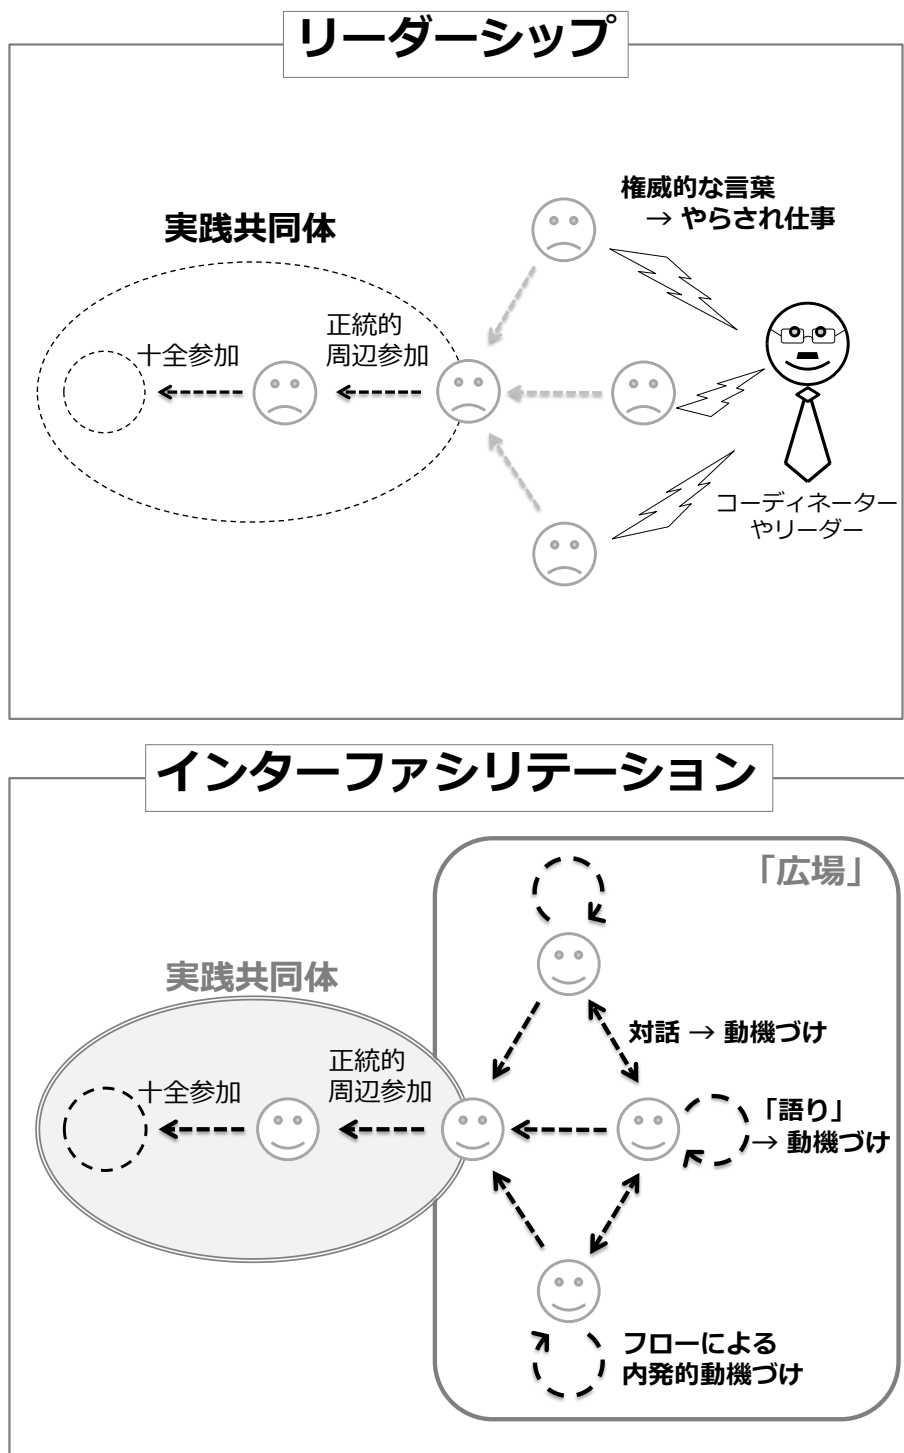 リーダーシップ
権威的な言葉
→ やらされ仕事
実践共同体
正統的
周辺参加
十全参加
コーディネーター
やリーダー
インターファシリテーション
「広場」
実践共同体
対話 → 動機づけ
正統的
周辺参加
十全参加
「語り」
→ 動機づけ
フローによる
内発的動機づけ